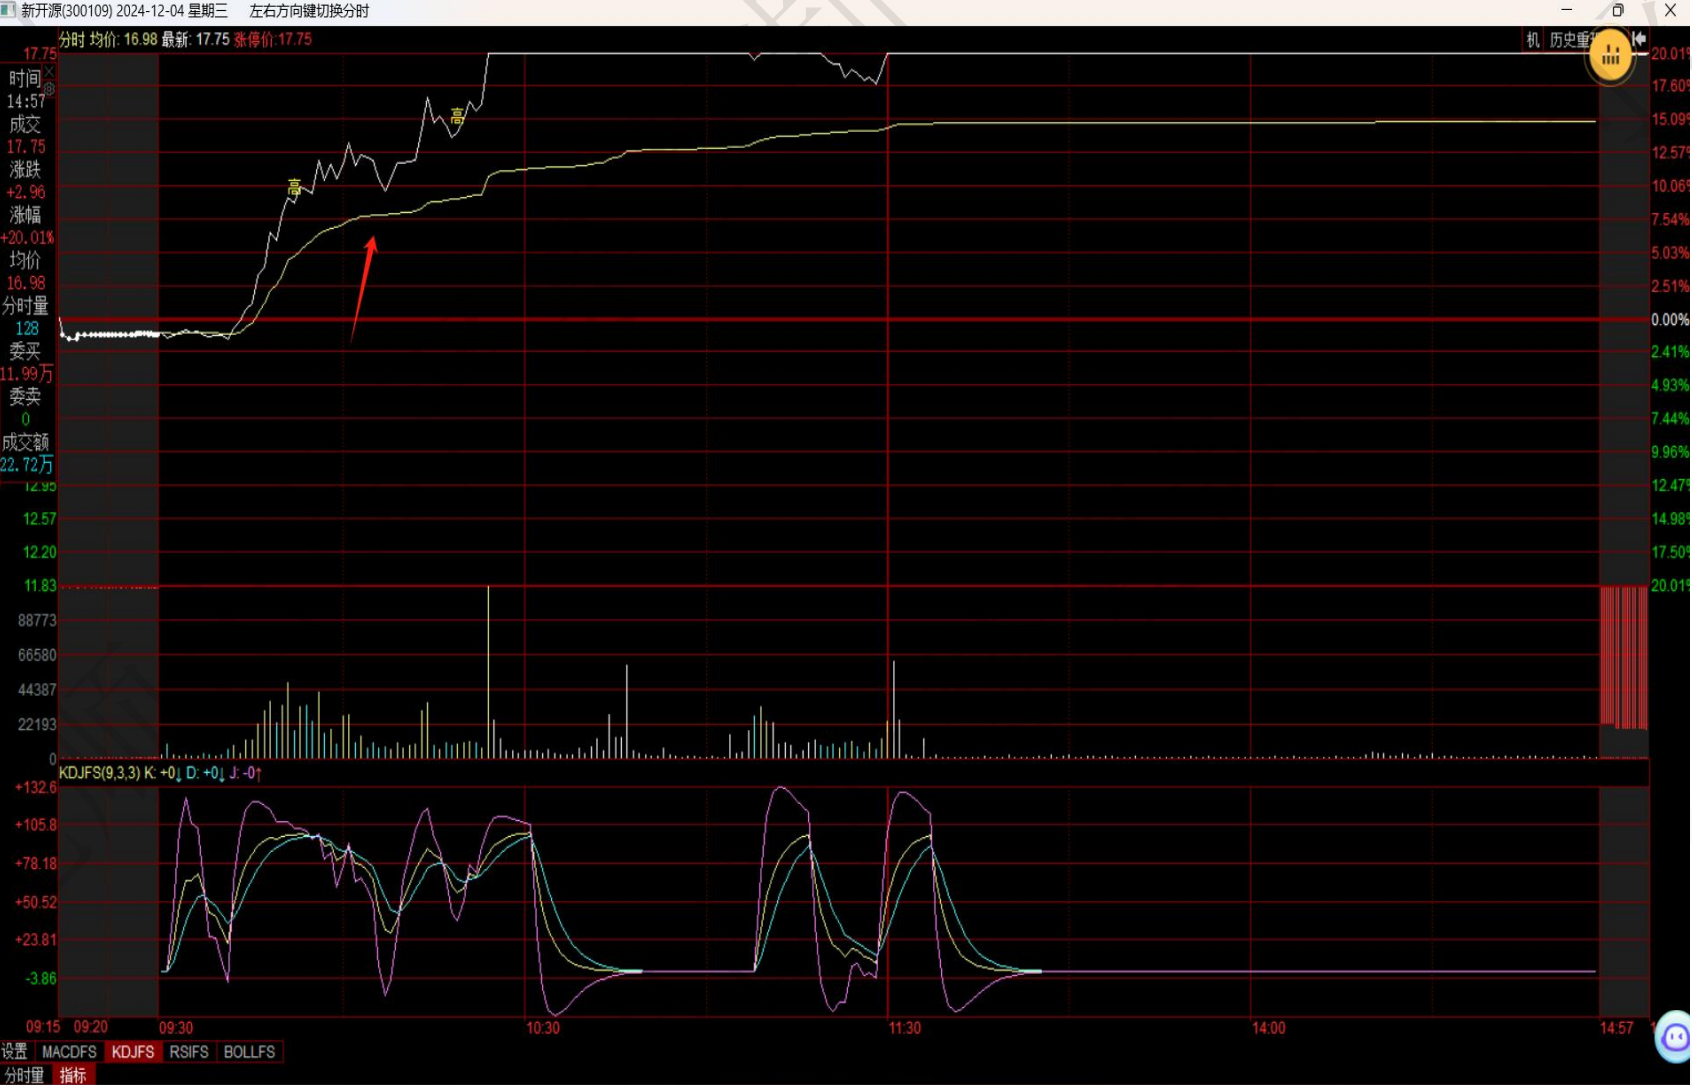 新开源(300109) 2024-12-04 星期三 左右方向键切换分时
分时 均价: 16.98 最新: 17.75 涨停价:17.75
机 历史重
17.75
时间
14:57
成交
17.75
涨跌
+2.96
涨幅
+20.01%
均价
16.98
分时量
128
委买
11.99万
委卖
0
成交额
22.72万
12.95
12.57
12.20
11.83
88773
66580
44387
22193
0
高
高
20.01%
17.60%
15.09%
12.57%
10.06%
7.54%
5.03%
2.51%
0.00%
2.41%
4.93%
7.44%
9.96%
12.47%
14.98%
17.50%
20.01%
KDJFS(9,3,3) K: +0↓ D: +0↓ J: -0↑
+132.6
+105.8
+78.18
+50.52
+23.81
-3.86
09:15 09:20 09:30 10:30 11:30 14:00 14:57
设置 MACDFS KDJFS RSIFS BOLLFS
分时量 指标